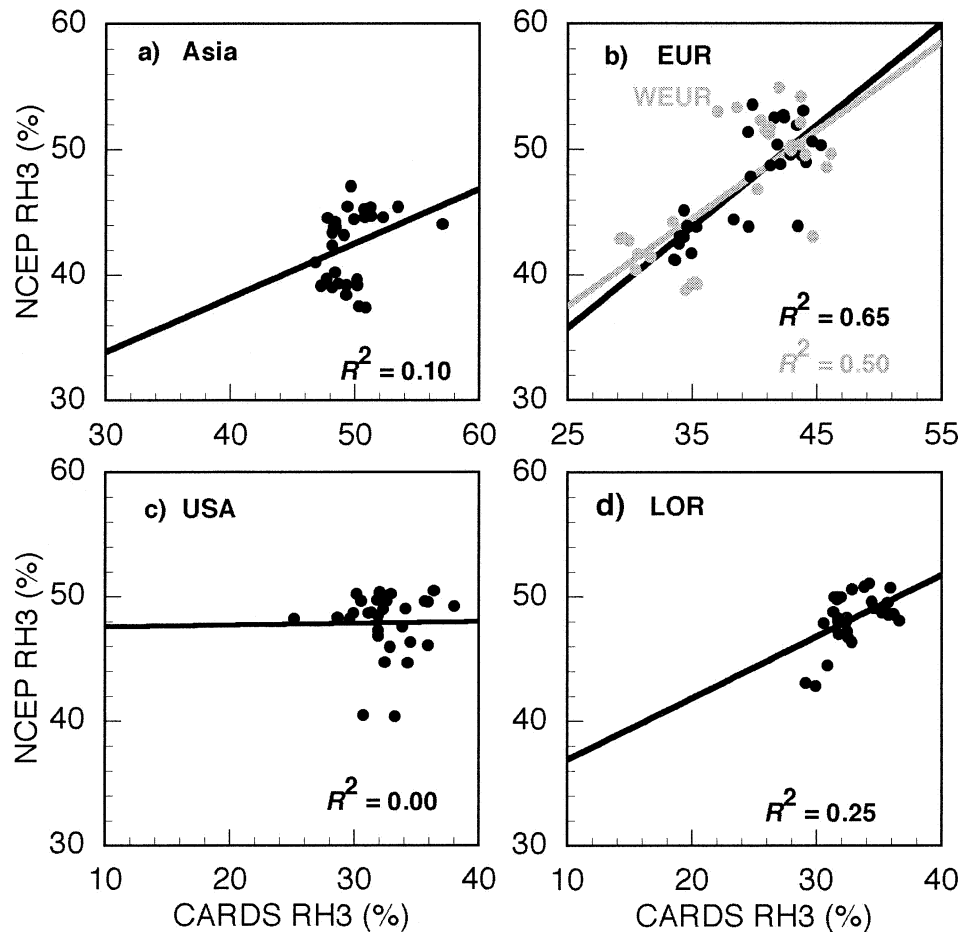 60
a) Asia
50
NCEP RH3 (%)
40
R² = 0.10
30
30 40 50 60
60
b) EUR
WEUR
50
40
R² = 0.65
R² = 0.50
30
25 35 45 55
60
c) USA
50
NCEP RH3 (%)
40
R² = 0.00
30
10 20 30 40
CARDS RH3 (%)
60
d) LOR
50
40
R² = 0.25
30
10 20 30 40
CARDS RH3 (%)